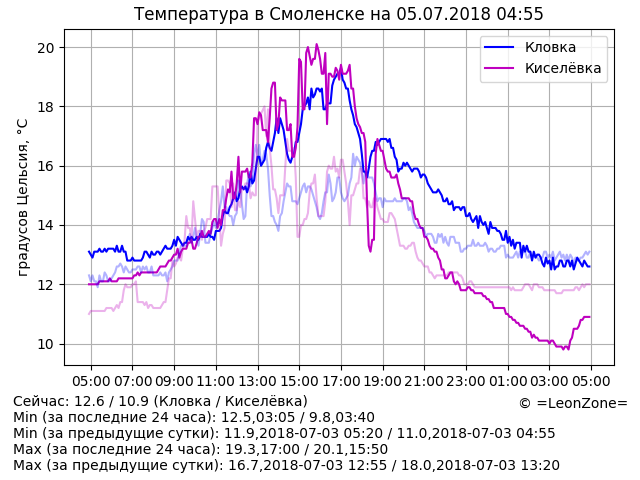 Температура в Смоленске на 05.07.2018 04:55
Кловка
Киселёвка
градусов Цельсия, °C
20
18
16
14
12
10
05:00 07:00 09:00 11:00 13:00 15:00 17:00 19:00 21:00 23:00 01:00 03:00 05:00
Сейчас: 12.6 / 10.9 (Кловка / Киселёвка)
© =LeonZone=
Min (за последние 24 часа): 12.5,03:05 / 9.8,03:40
Min (за предыдущие сутки): 11.9,2018-07-03 05:20 / 11.0,2018-07-03 04:55
Max (за последние 24 часа): 19.3,17:00 / 20.1,15:50
Max (за предыдущие сутки): 16.7,2018-07-03 12:55 / 18.0,2018-07-03 13:20